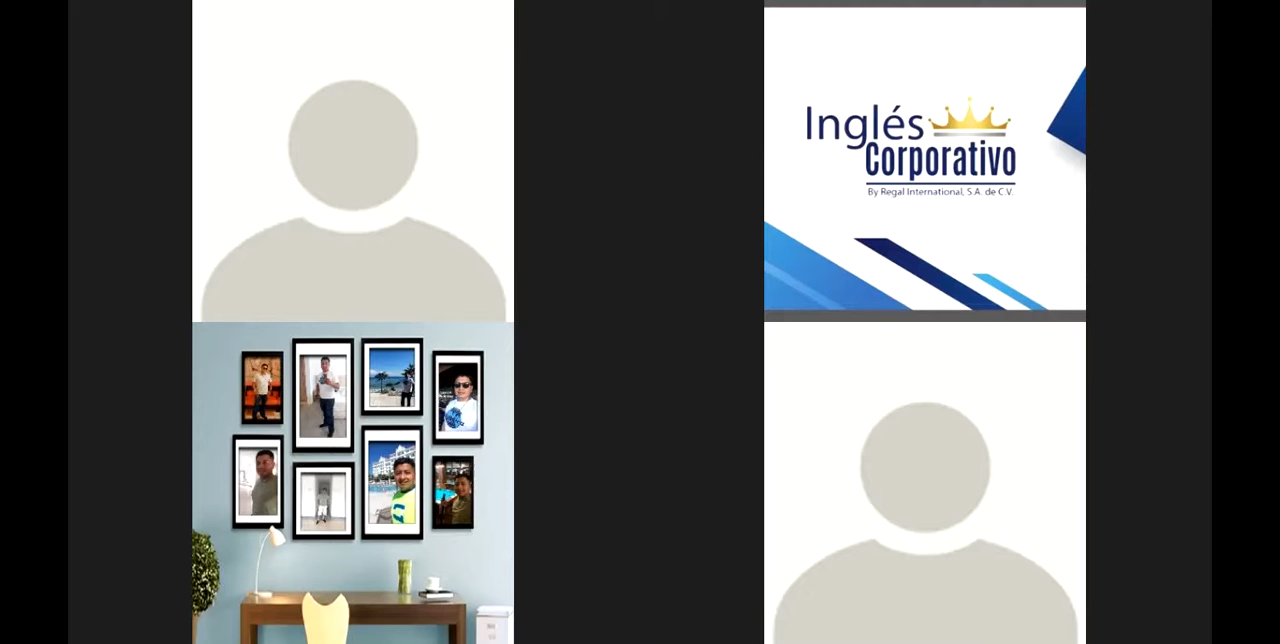 Inglés
Corporativo
By Regal International, S.A. de C.V.